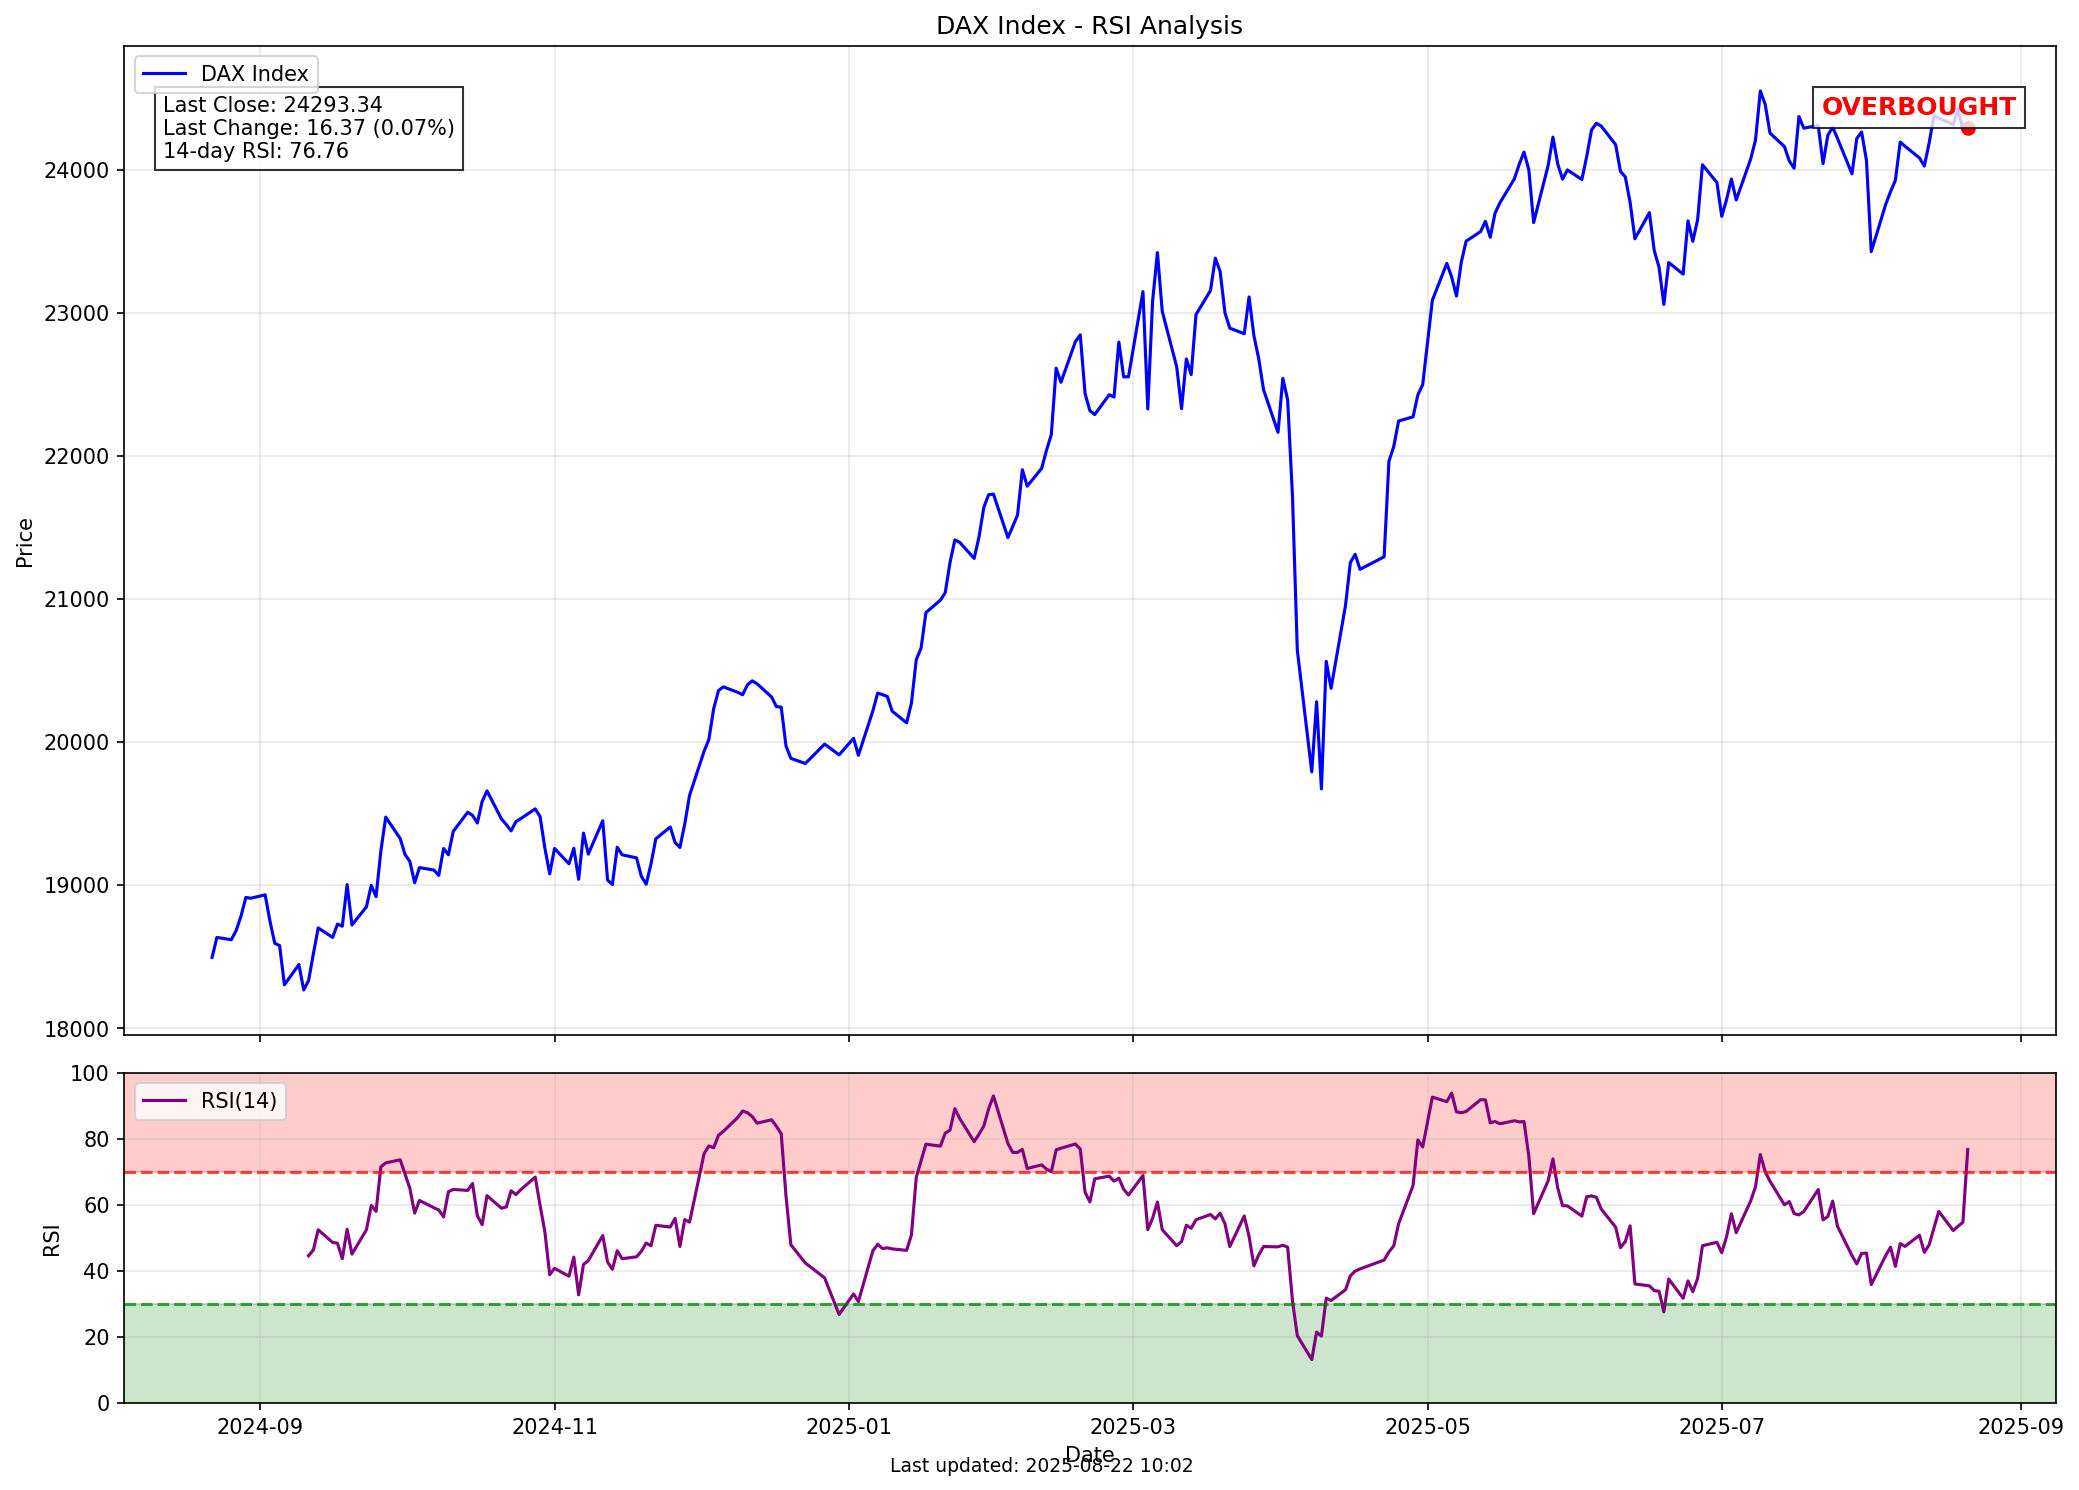 DAX Index - RSI Analysis
DAX Index
Last Close: 24293.34
Last Change: 16.37 (0.07%)
14-day RSI: 76.76
OVERBOUGHT
Price
24000
23000
22000
21000
20000
19000
18000
RSI(14)
RSI
100
80
60
40
20
0
2024-09
2024-11
2025-01
2025-03
2025-05
2025-07
2025-09
Date
Last updated: 2025-08-22 10:02